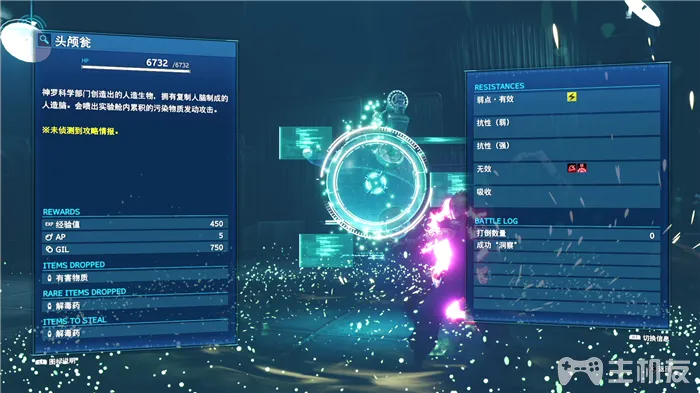 头颅瓮
HP 6732 /6732
神罗科学部门创造出的人造生物，拥有复制人脑制成的
人造脑。会喷出实验舱内累积的污染物质发动攻击。
※未侦测到攻略情报。
REWARDS
EXP 经验值 450
AP 5
GIL 750
ITEMS DROPPED
有害物质
RARE ITEMS DROPPED
解毒药
ITEMS TO STEAL
解毒药
图标说明
RESISTANCES
弱点・有效
抗性（弱）
抗性（强）
无效
吸收
BATTLE LOG
打倒数量 0
成功“洞察”
切换信息
主机友